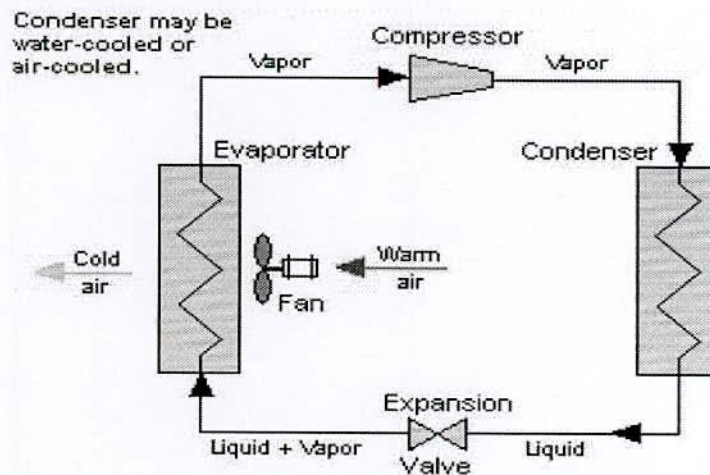 Condenser may be
water-cooled or
air-cooled.
Compressor
Vapor
Vapor
Evaporator
Condenser
Cold
air
Warm
air
Fan
Expansion
Valve
Liquid + Vapor
Liquid